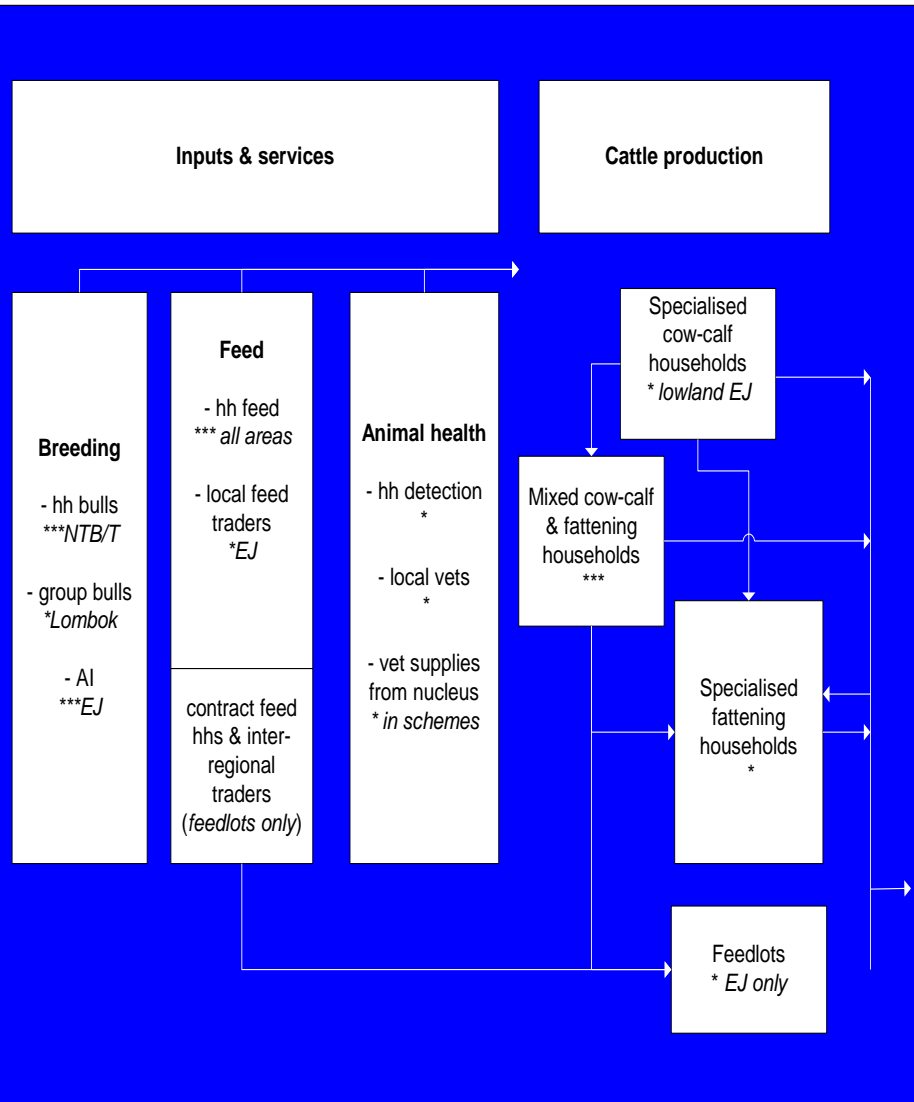 Inputs & services
Cattle production
Breeding
- hh bulls
***NTB/T
- group bulls
*Lombok
- AI
***EJ
Feed
- hh feed
*** all areas
- local feed
traders
*EJ
contract feed
hhs & inter-
regional
traders
(feedlots only)
Animal health
- hh detection
*
- local vets
*
- vet supplies
from nucleus
* in schemes
Specialised
cow-calf
households
* lowland EJ
Mixed cow-calf
& fattening
households
***
Specialised
fattening
households
*
Feedlots
* EJ only